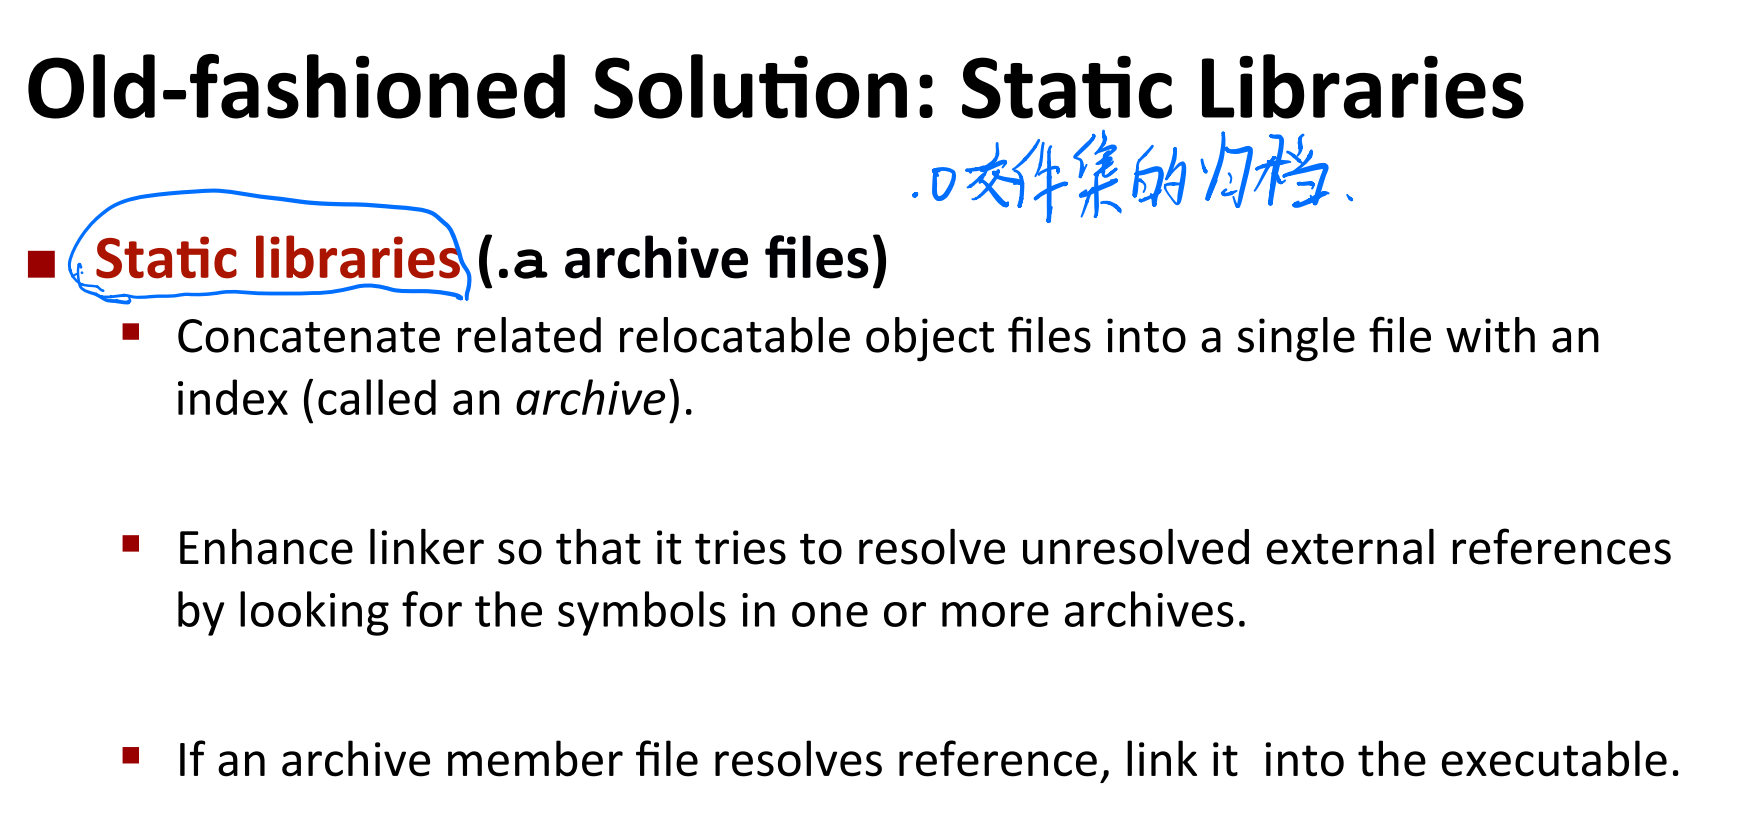 Old-fashioned Solution: Static Libraries
.o文件集的归档、
Static libraries (.a archive files)
Concatenate related relocatable object files into a single file with an
index (called an archive).
Enhance linker so that it tries to resolve unresolved external references
by looking for the symbols in one or more archives.
If an archive member file resolves reference, link it  into the executable.